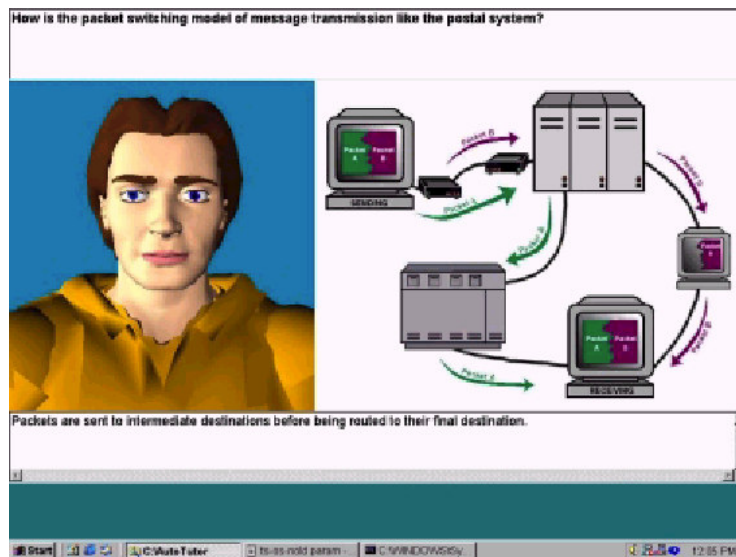 How is the packet switching model of message transmission like the postal system?
Packet B
Packet A
Packet B
SENDING
Packet A
Packet B
Packet A
Packet B
Packet A
Packet B
RECEIVING
Packet A
Packets are sent to intermediate destinations before being routed to their final destination.
Start
C:\AutoTutor
12:05 PM